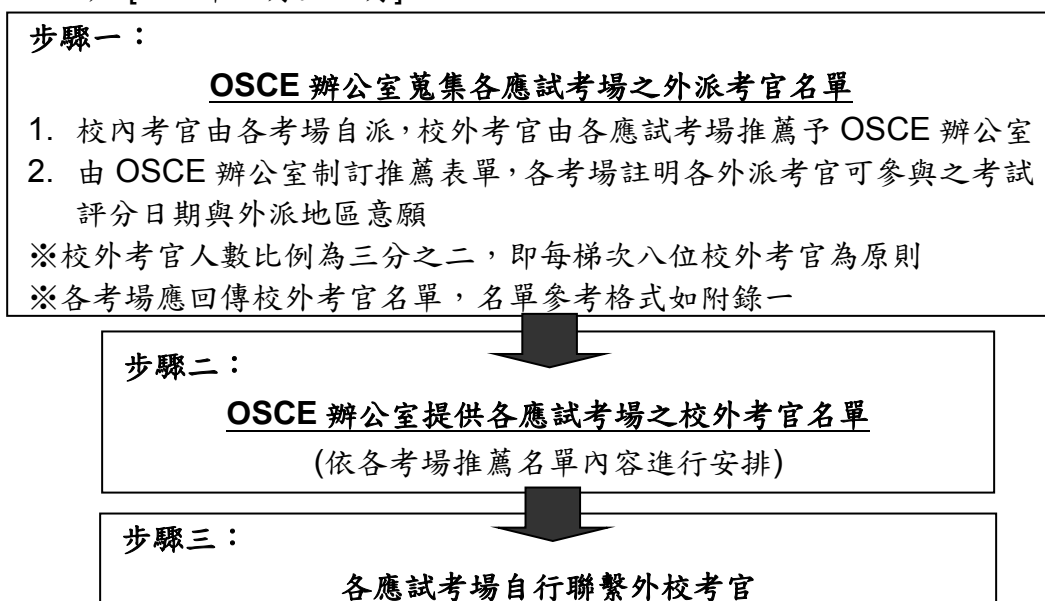 步驟一：
OSCE 辦公室蒐集各應試考場之外派考官名單
1. 校內考官由各考場自派，校外考官由各應試考場推薦予 OSCE 辦公室
2. 由 OSCE 辦公室制訂推薦表單，各考場註明各外派考官可參與之考試
評分日期與外派地區意願
※校外考官人數比例為三分之二，即每梯次八位校外考官為原則
※各考場應回傳校外考官名單，名單參考格式如附錄一
步驟二：
OSCE 辦公室提供各應試考場之校外考官名單
(依各考場推薦名單內容進行安排)
步驟三：
各應試考場自行聯繫外校考官